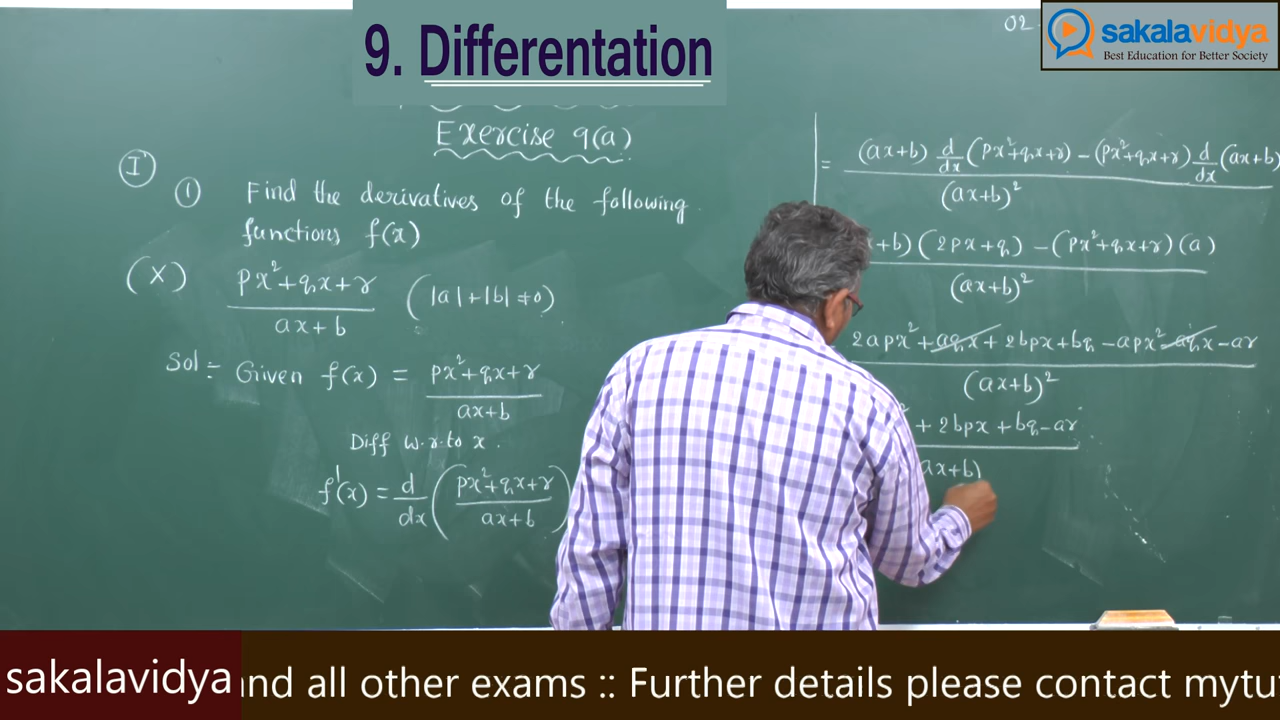 9. Differentation
02
sakalavidya
Best Education for Better Society
Exercise 9(a)
I
(1) Find the derivatives of the following
functions f(x)
(x) px²+qx+r / ax+b (|a|+|b|≠0)
Sol:- Given f(x) = px²+qx+r / ax+b
Diff w.r.to x.
f'(x) = d/dx (px²+qx+r / ax+b)
= (ax+b) d/dx (px²+qx+r) - (px²+qx+r) d/dx (ax+b) / (ax+b)²
+b) (2px+q) - (px²+qx+r)(a) / (ax+b)²
2apx² + aqx + 2bpx + bq - apx² - aqx - ar / (ax+b)²
² + 2bpx + bq - ar / ax+b)
sakalavidya
nd all other exams :: Further details please contact mytu